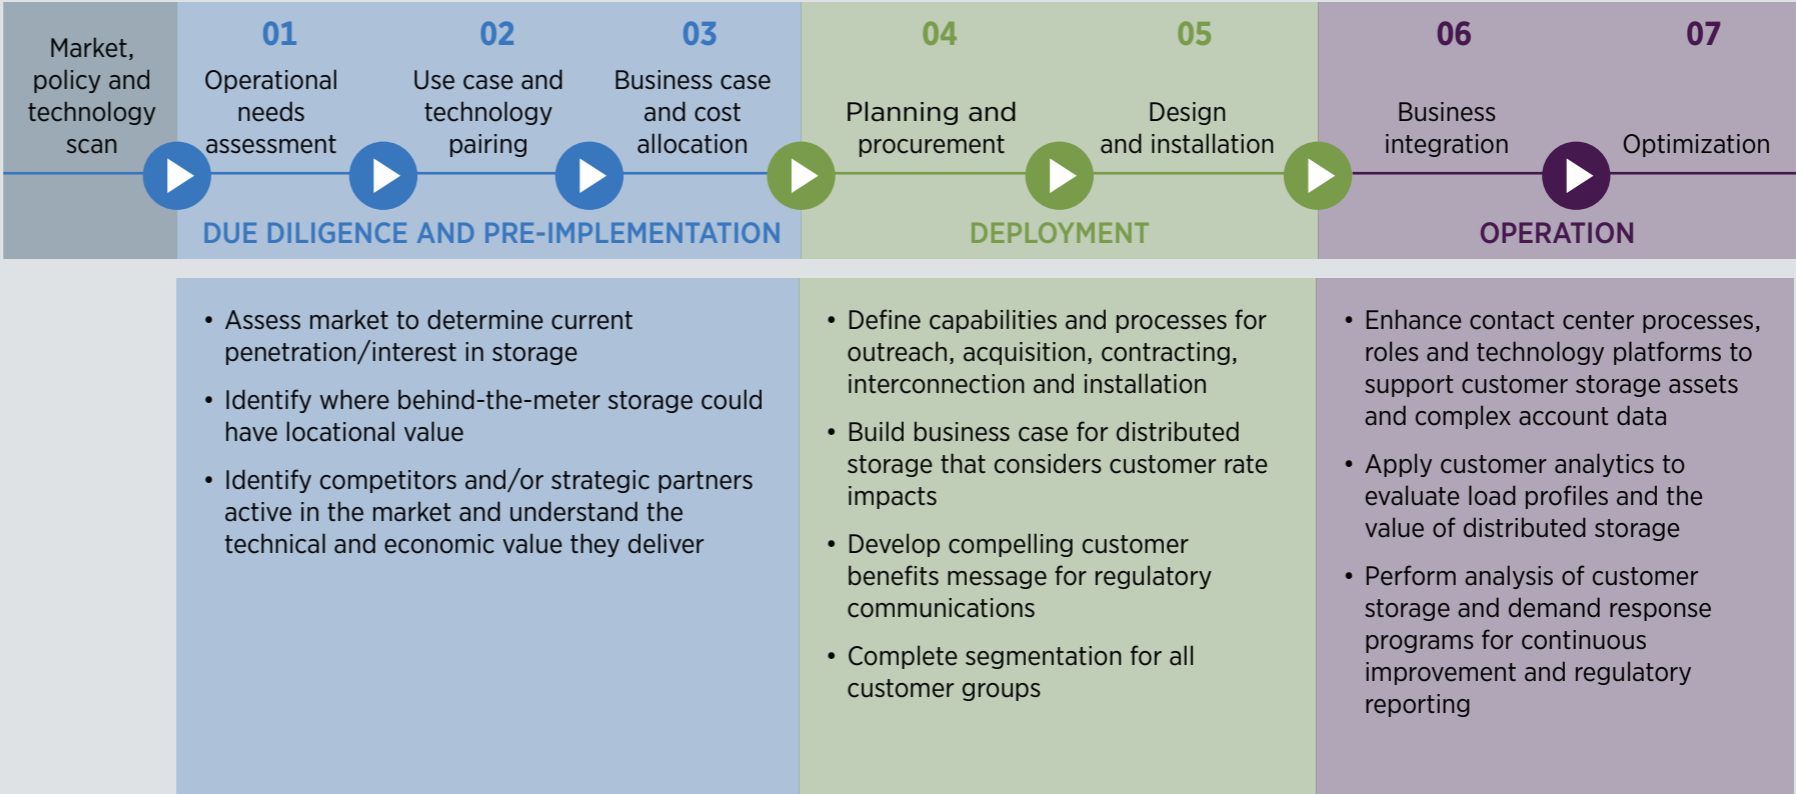 Market,
policy and
technology
scan
01
Operational
needs
assessment
02
Use case and
technology
pairing
03
Business case
and cost
allocation
04
Planning and
procurement
05
Design
and installation
06
Business
integration
07
Optimization
DUE DILIGENCE AND PRE-IMPLEMENTATION
DEPLOYMENT
OPERATION
• Assess market to determine current
penetration/interest in storage
• Identify where behind-the-meter storage could
have locational value
• Identify competitors and/or strategic partners
active in the market and understand the
technical and economic value they deliver
• Define capabilities and processes for
outreach, acquisition, contracting,
interconnection and installation
• Build business case for distributed
storage that considers customer rate
impacts
• Develop compelling customer
benefits message for regulatory
communications
• Complete segmentation for all
customer groups
• Enhance contact center processes,
roles and technology platforms to
support customer storage assets
and complex account data
• Apply customer analytics to
evaluate load profiles and the
value of distributed storage
• Perform analysis of customer
storage and demand response
programs for continuous
improvement and regulatory
reporting